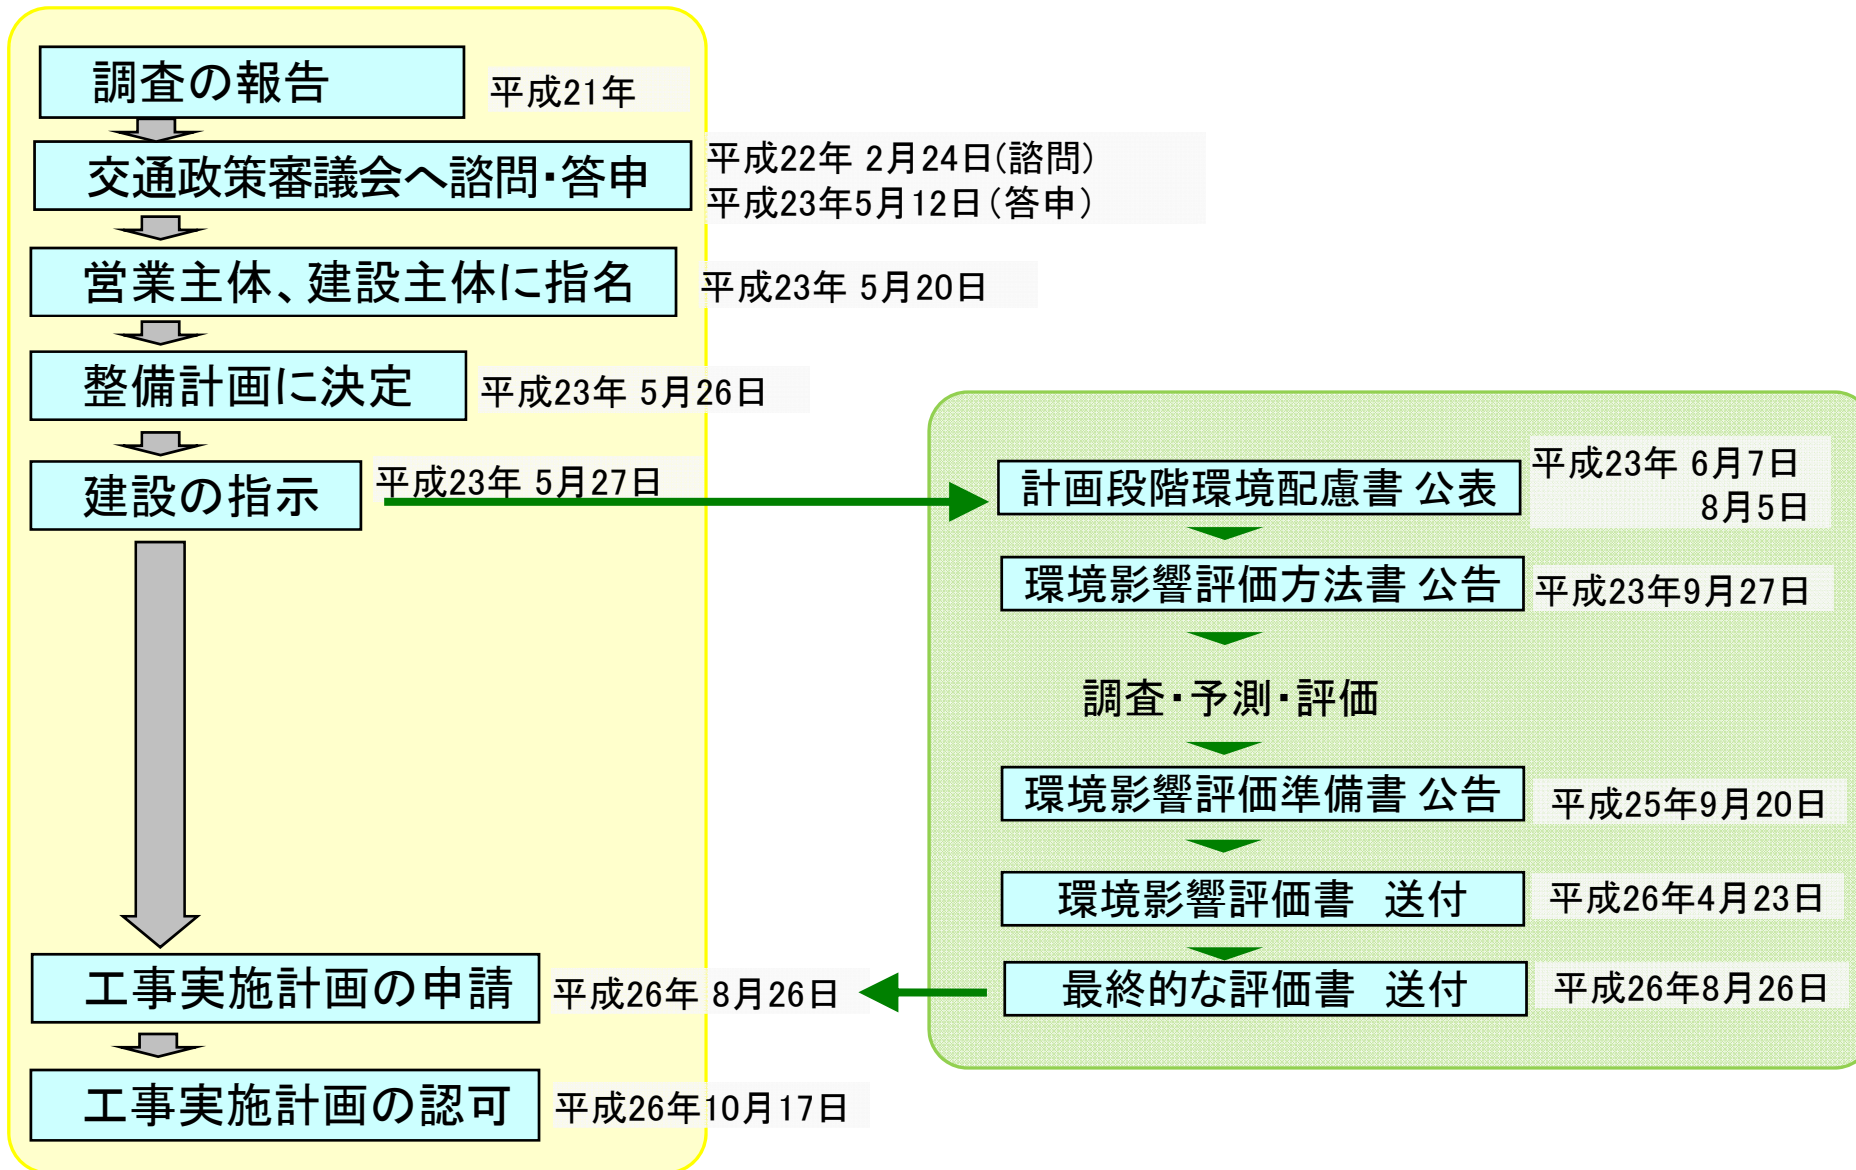 調査の報告
平成21年
交通政策審議会へ諮問・答申
平成22年 2月24日(諮問)
平成23年5月12日(答申)
営業主体、建設主体に指名
平成23年 5月20日
整備計画に決定
平成23年 5月26日
建設の指示
平成23年 5月27日
工事実施計画の申請
平成26年 8月26日
工事実施計画の認可
平成26年10月17日
計画段階環境配慮書 公表
平成23年 6月7日
8月5日
環境影響評価方法書 公告
平成23年9月27日
調査・予測・評価
環境影響評価準備書 公告
平成25年9月20日
環境影響評価書　送付
平成26年4月23日
最終的な評価書　送付
平成26年8月26日